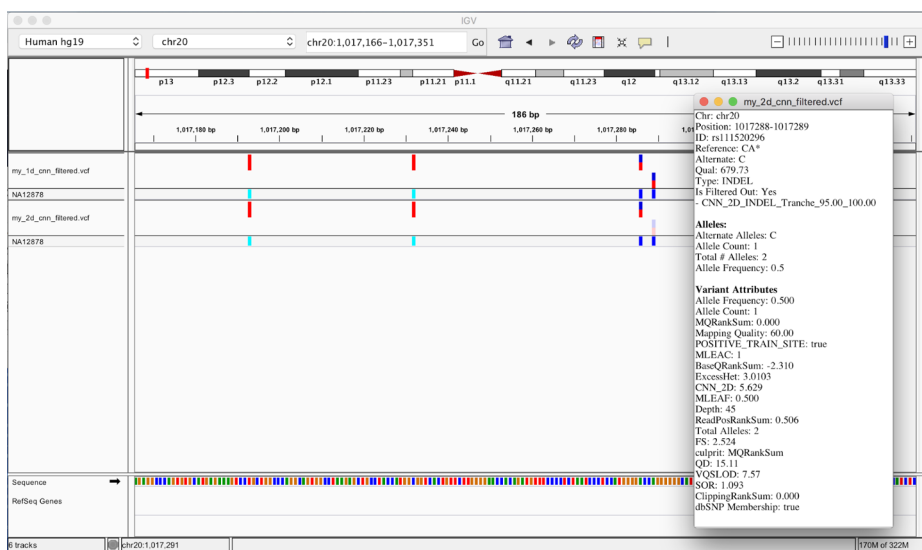 IGV
Human hg19
chr20
chr20:1,017,166-1,017,351
Go
p13 p12.3 p12.2 p12.1 p11.23 p11.21 p11.1 q11.21 q11.23 q12 q13.12 q13.13 q13.2 q13.31 q13.33
186 bp
1,017,180 bp 1,017,200 bp 1,017,220 bp 1,017,240 bp 1,017,260 bp 1,017,280 bp
my_1d_cnn_filtered.vcf
NA12878
my_2d_cnn_filtered.vcf
NA12878
my_2d_cnn_filtered.vcf
Chr: chr20
Position: 1017288-1017289
ID: rs111520296
Reference: CA*
Alternate: C
Qual: 679.73
Type: INDEL
Is Filtered Out: Yes
- CNN_2D_INDEL_Tranche_95.00_100.00
Alleles:
Alternate Alleles: C
Allele Count: 1
Total # Alleles: 2
Allele Frequency: 0.5
Variant Attributes
Allele Frequency: 0.500
Allele Count: 1
MQRankSum: 0.000
Mapping Quality: 60.00
POSITIVE_TRAIN_SITE: true
MLEAC: 1
BaseQRankSum: -2.310
ExcessHet: 3.0103
CNN_2D: 5.629
MLEAF: 0.500
Depth: 45
ReadPosRankSum: 0.506
Total Alleles: 2
FS: 2.524
culprit: MQRankSum
QD: 15.11
VQSLOD: 7.57
SOR: 1.093
ClippingRankSum: 0.000
dbSNP Membership: true
Sequence
RefSeq Genes
6 tracks
chr20:1,017,291
170M of 322M